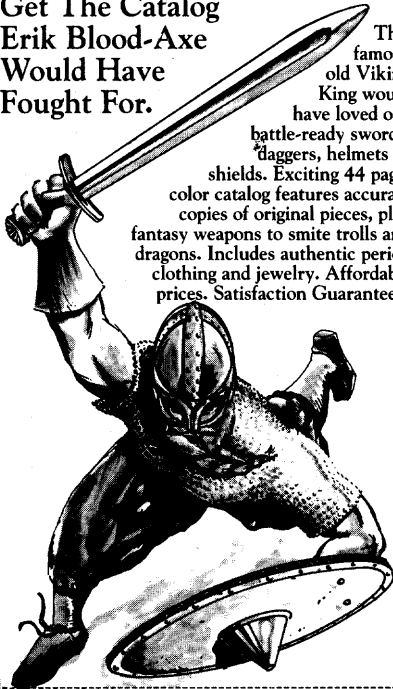 Get The Catalog
Erik Blood-Axe
Would Have
Fought For.
famo
old Viki
King wou
have loved o
battle-ready sword
daggers, helmets
shields. Exciting 44 pag
color catalog features accura
copies of original pieces, pl
fantasy weapons to smite trolls a
dragons. Includes authentic peri
clothing and jewelry. Affordab
prices. Satisfaction Guarantee